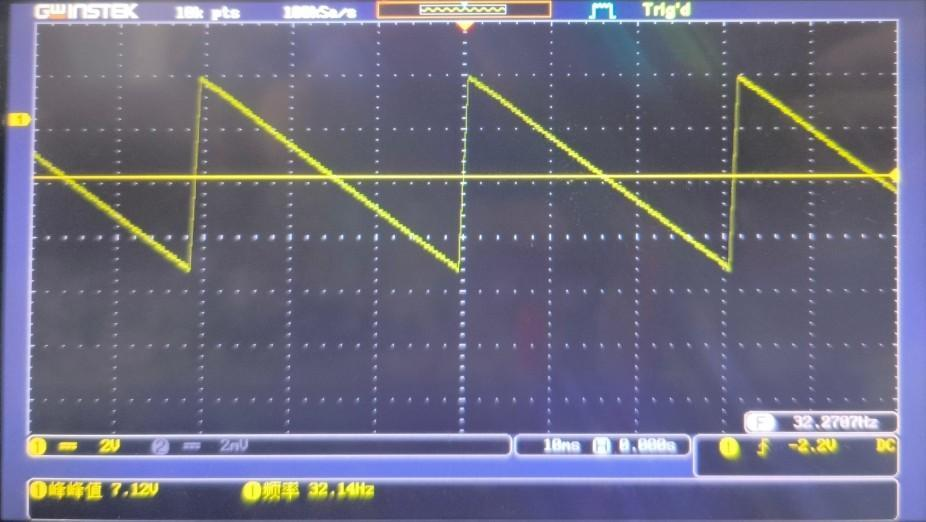 GWINSTEK 10k pts 100kSa/s Trig'd
1
F 32.2707Hz
1 2V 2 2mV 10ms H 0.000s 1 -2.2V DC
1 峰峰值 7.12V 1 频率 32.14Hz